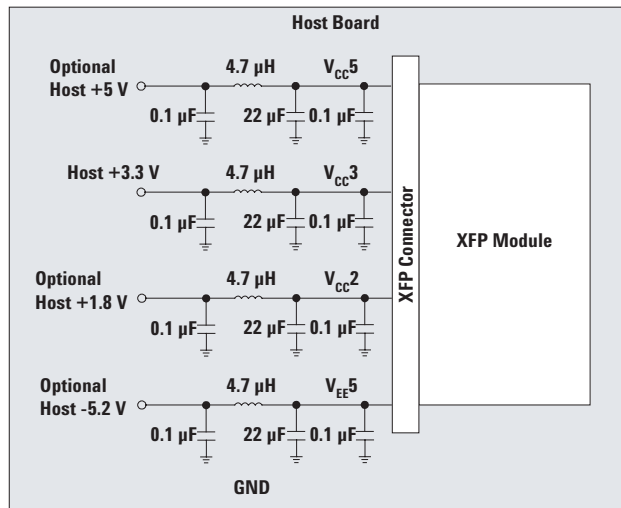 Host Board
Optional
Host +5 V
4.7 µH
VCC5
0.1 µF
22 µF
0.1 µF
Host +3.3 V
4.7 µH
VCC3
0.1 µF
22 µF
0.1 µF
Optional
Host +1.8 V
4.7 µH
VCC2
0.1 µF
22 µF
0.1 µF
Optional
Host -5.2 V
4.7 µH
VEE5
0.1 µF
22 µF
0.1 µF
GND
XFP Connector
XFP Module